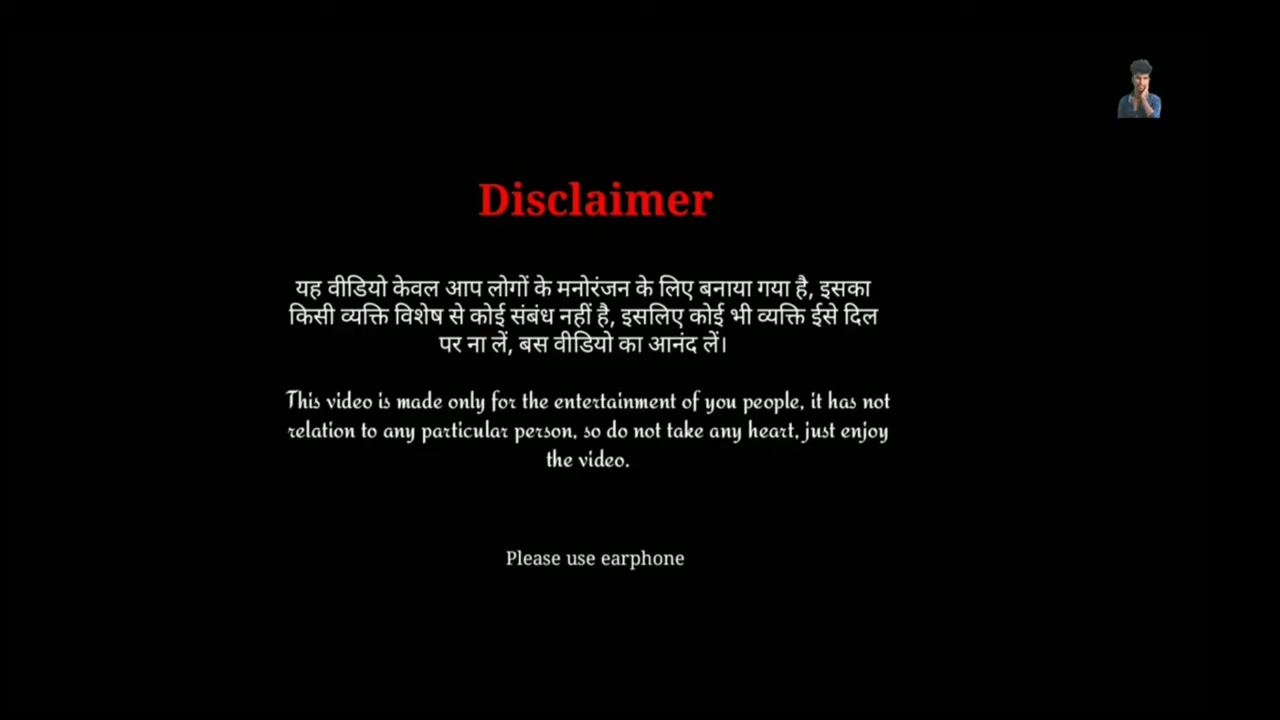 Disclaimer
यह वीडियो केवल आप लोगों के मनोरंजन के लिए बनाया गया है, इसका
किसी व्यक्ति विशेष से कोई संबंध नहीं है, इसलिए कोई भी व्यक्ति ईसे दिल
पर ना लें, बस वीडियो का आनंद लें।
This video is made only for the entertainment of you people, it has not
relation to any particular person, so do not take any heart, just enjoy
the video.
Please use earphone